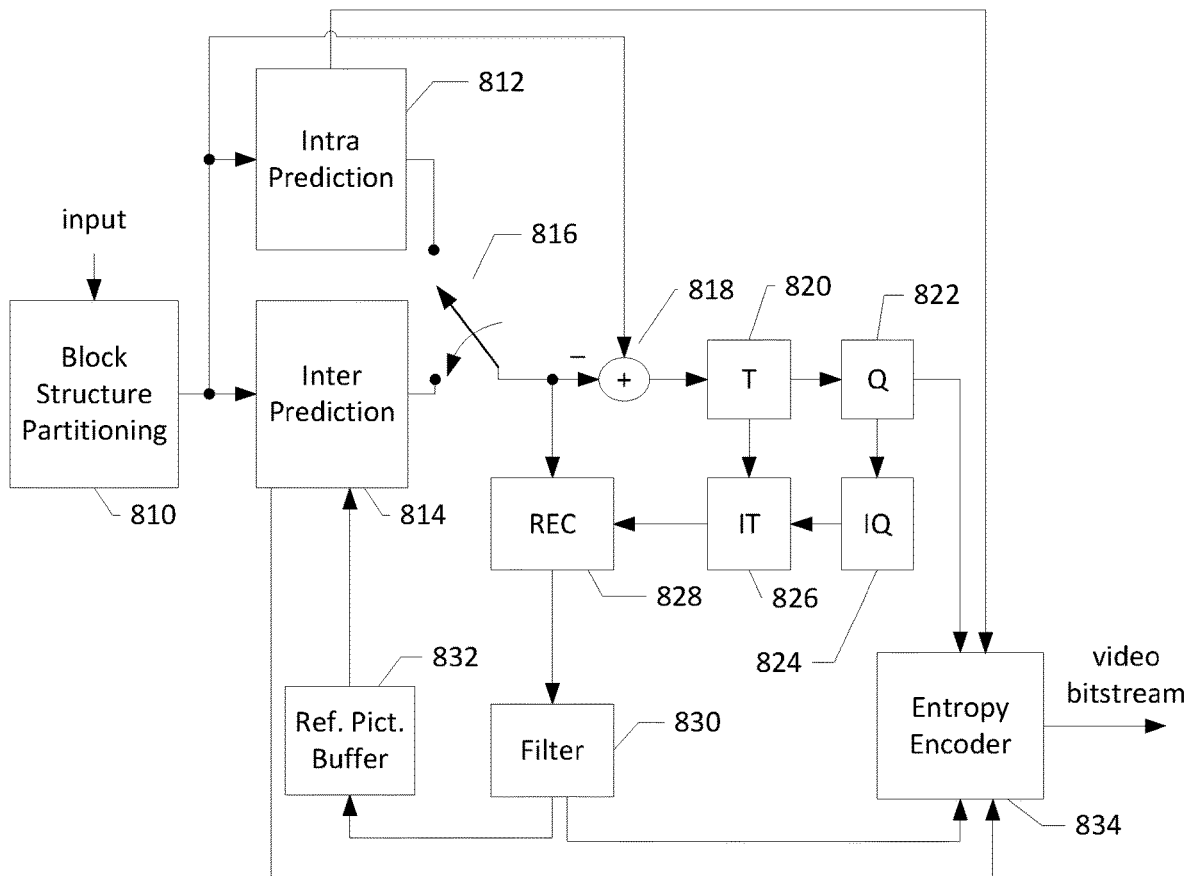 812
Intra
Prediction
input
816
818
820
822
Block
Structure
Partitioning
Inter
Prediction
–
+
T
Q
810
814
REC
IT
IQ
828
826
824
832
video
bitstream
Ref. Pict.
Buffer
Filter
830
Entropy
Encoder
834